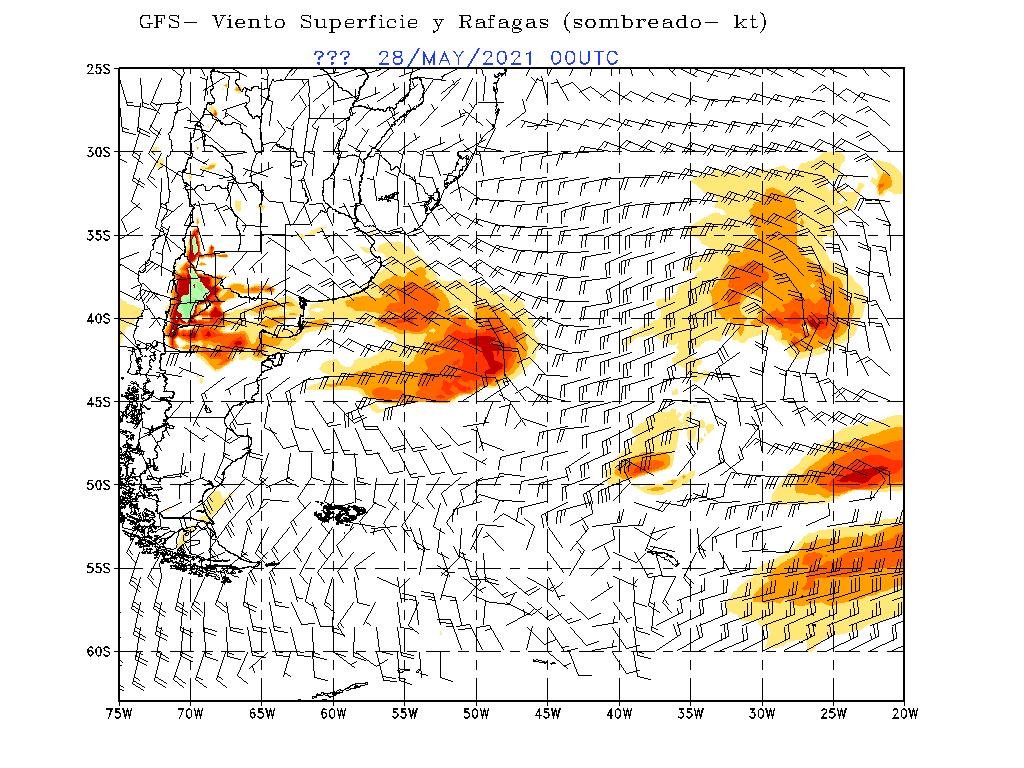 GFS− Viento Superficie y Rafagas (sombreado− kt)
??? 28/MAY/2021 00UTC
25S
30S
35S
40S
45S
50S
55S
60S
75W 70W 65W 60W 55W 50W 45W 40W 35W 30W 25W 20W